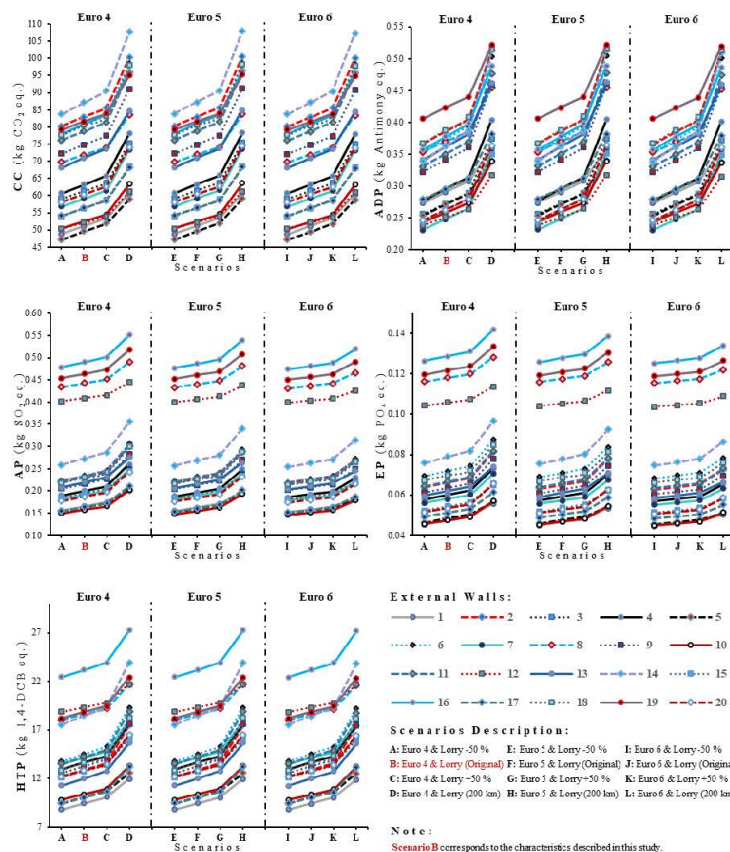 Euro 4 Euro 5 Euro 6
CC (kg CO₂ eq.)
110
105
100
95
90
85
80
75
70
65
60
55
50
45
A B C D E F G H I J K L
Scenarios
Euro 4 Euro 5 Euro 6
ADP (kg Antimony eq.)
0.55
0.50
0.45
0.40
0.35
0.30
0.25
0.20
A B C D E F G H I J K L
Scenarios
Euro 4 Euro 5 Euro 6
AP (kg SO₂ eq.)
0.60
0.55
0.50
0.45
0.40
0.35
0.30
0.25
0.20
0.15
0.10
A B C D E F G H I J K L
Scenarios
Euro 4 Euro 5 Euro 6
EP (kg PO₄ eq.)
0.14
0.12
0.10
0.08
0.06
0.04
A B C D E F G H I J K L
Scenarios
Euro 4 Euro 5 Euro 6
HTP (kg 1,4-DCB eq.)
27
22
17
12
7
A B C D E F G H I J K L
Scenarios
External Walls:
1 2 3 4 5
6 7 8 9 10
11 12 13 14 15
16 17 18 19 20
Scenarios Description:
A: Euro 4 & Lorry -50 % E: Euro 5 & Lorry -50 % I: Euro 6 & Lorry -50 %
B: Euro 4 & Lorry (Original) F: Euro 5 & Lorry (Original) J: Euro 5 & Lorry (Origin
C: Euro 4 & Lorry +50 % G: Euro 5 & Lorry +50 % K: Euro 6 & Lorry +50 %
D: Euro 4 & Lorry (200 km) H: Euro 5 & Lorry (200 km) L: Euro 6 & Lorry (200 km
Note:
Scenario B corresponds to the characteristics described in this study.